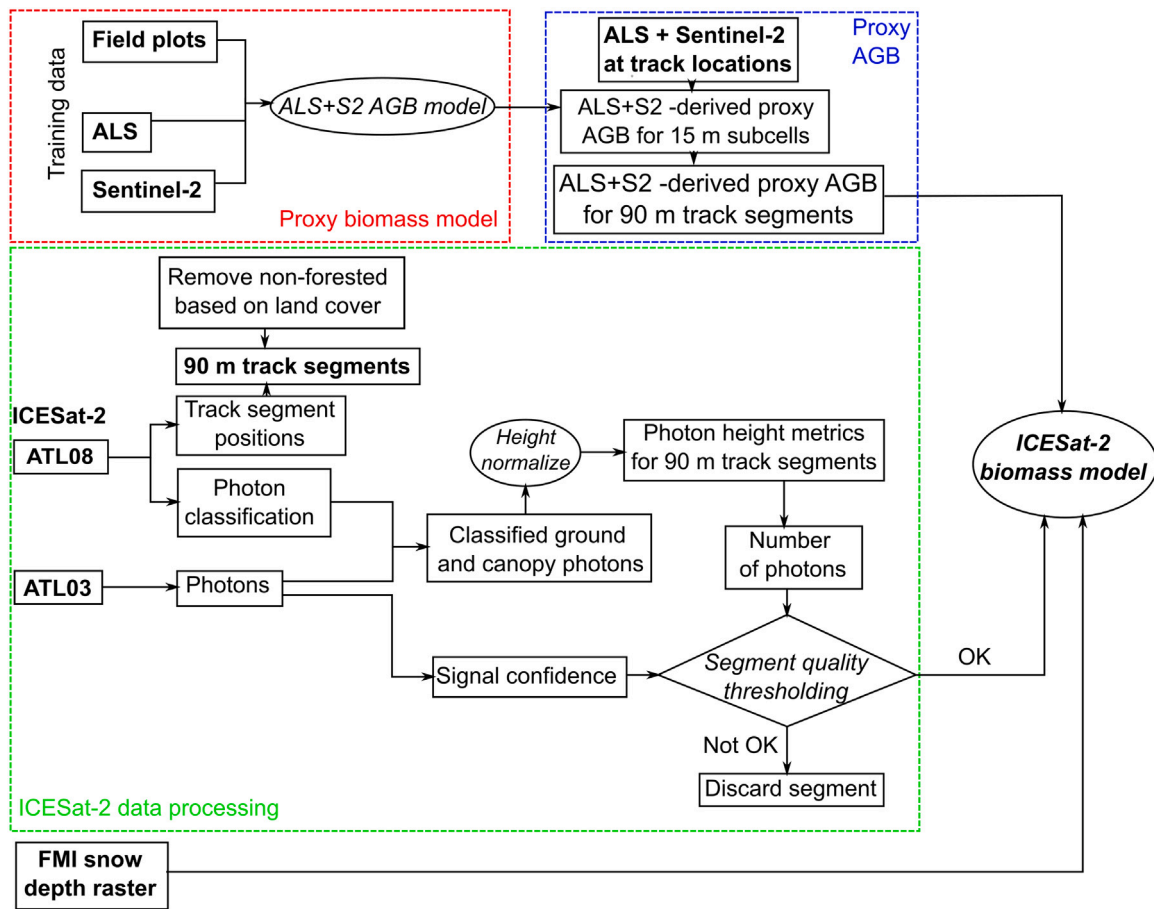 Training data
Field plots
ALS
Sentinel-2
ALS+S2 AGB model
Proxy biomass model
Proxy
AGB
ALS + Sentinel-2
at track locations
ALS+S2 -derived proxy
AGB for 15 m subcells
ALS+S2 -derived proxy AGB
for 90 m track segments
Remove non-forested
based on land cover
90 m track segments
ICESat-2
ATL08
Track segment
positions
Photon
classification
ATL03
Photons
Classified ground
and canopy photons
Height
normalize
Photon height metrics
for 90 m track segments
Number
of photons
Signal confidence
Segment quality
thresholding
OK
Not OK
Discard segment
ICESat-2 data processing
ICESat-2
biomass model
FMI snow
depth raster